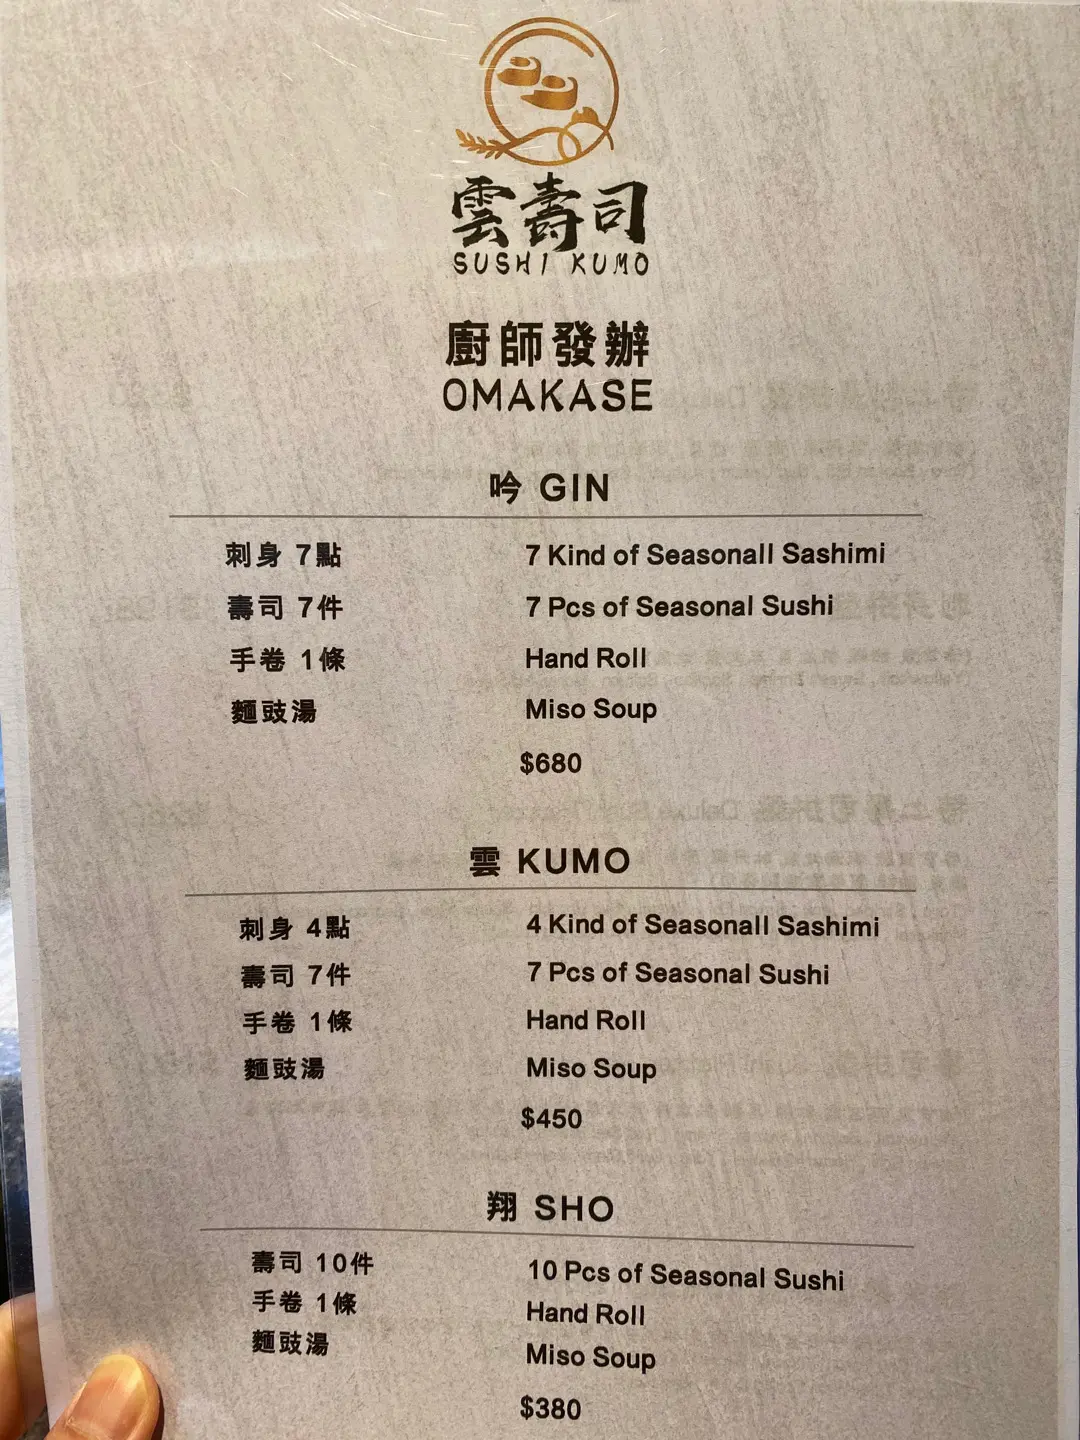 雲壽司
SUSHI KUMO
廚師發辦
OMAKASE
吟 GIN
刺身 7點 7 Kind of Seasonall Sashimi
壽司 7件 7 Pcs of Seasonal Sushi
手卷 1條 Hand Roll
麵豉湯 Miso Soup
$680
雲 KUMO
刺身 4點 4 Kind of Seasonall Sashimi
壽司 7件 7 Pcs of Seasonal Sushi
手卷 1條 Hand Roll
麵豉湯 Miso Soup
$450
翔 SHO
壽司 10件 10 Pcs of Seasonal Sushi
手卷 1條 Hand Roll
麵豉湯 Miso Soup
$380